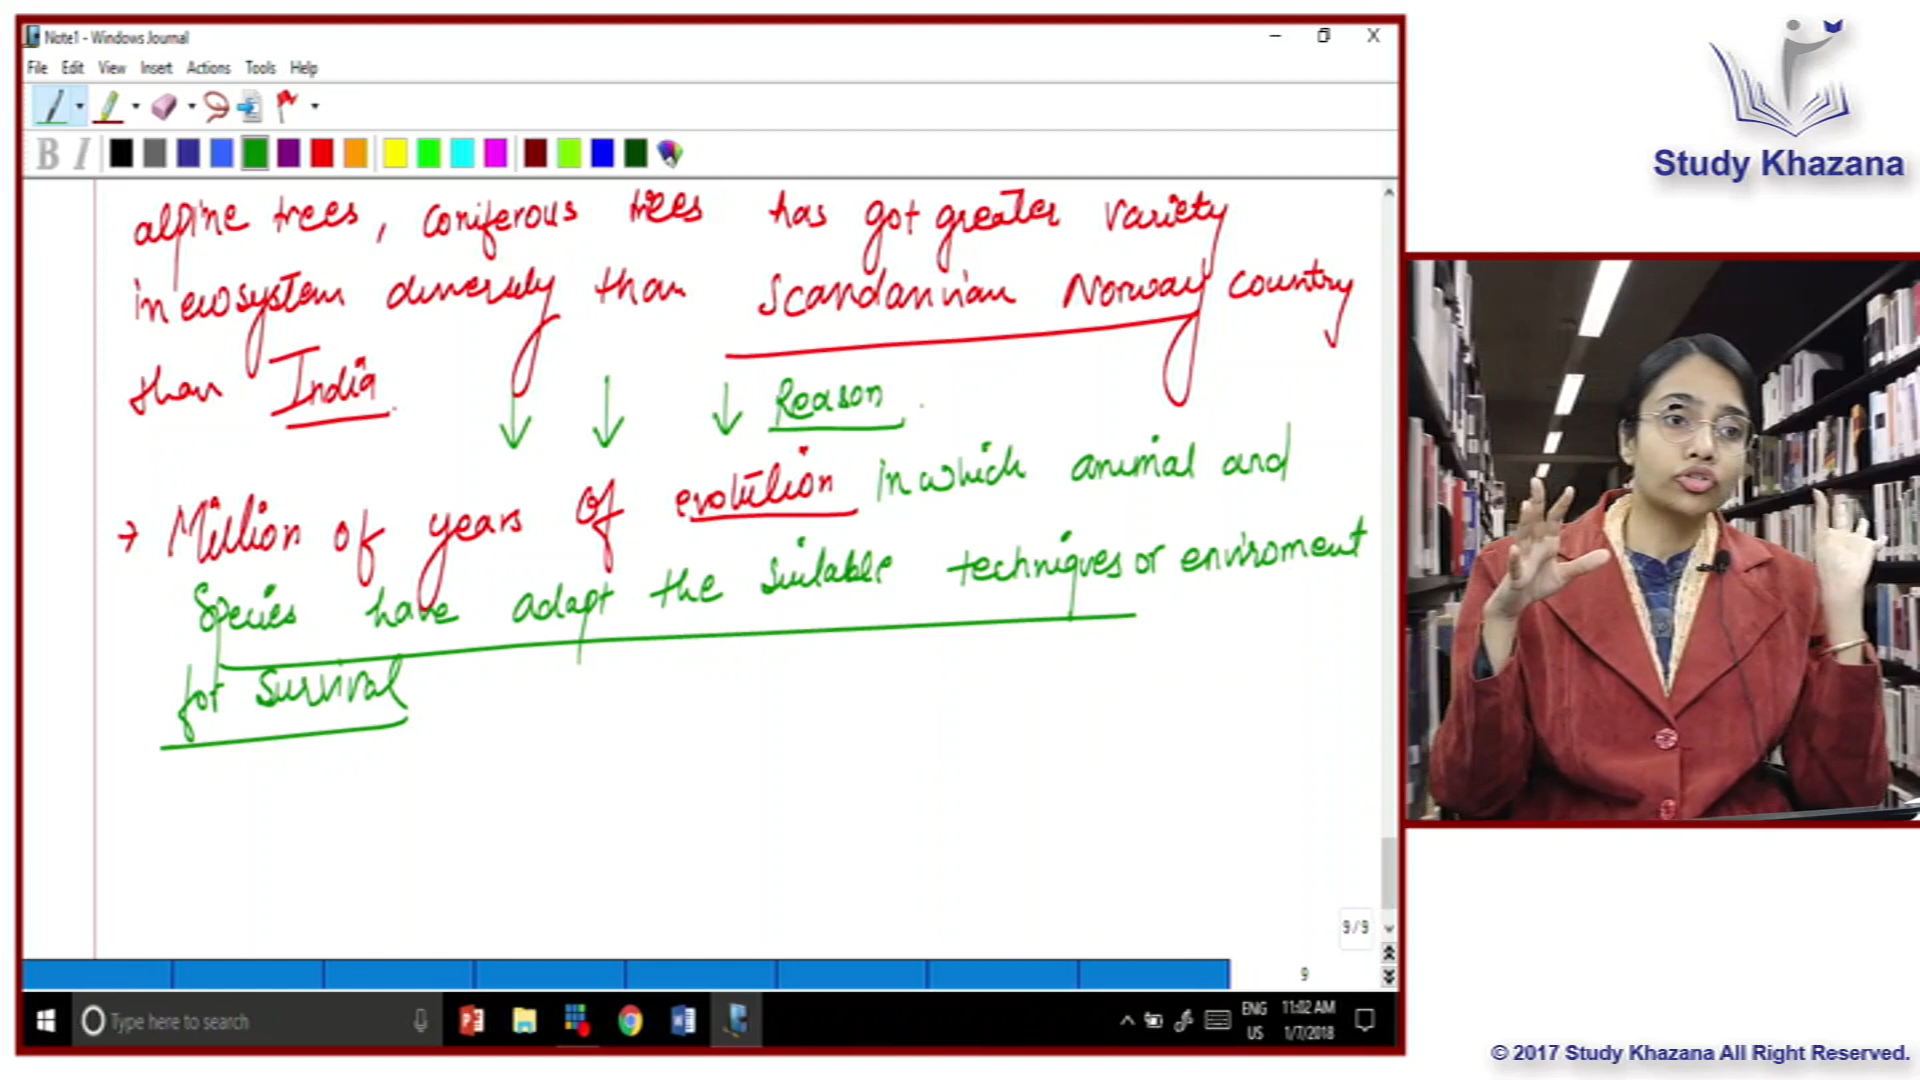 Note1 - Windows Journal
File Edit View Insert Actions Tools Help
B I
Study Khazana
alpine trees, coniferous trees has got greater variety
in ecosystem diversity than Scandannian Norway country
than India.
Reason
→ Million of years of evolution in which animal and
Species have adapt the suitable techniques or enviroment
for survival
9/9
9
Type here to search
ENG
US
11:02 AM
1/7/2018
© 2017 Study Khazana All Right Reserved.